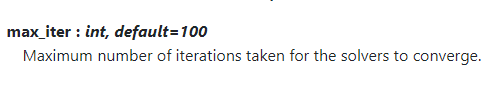 max_iter : int, default=100
Maximum number of iterations taken for the solvers to converge.